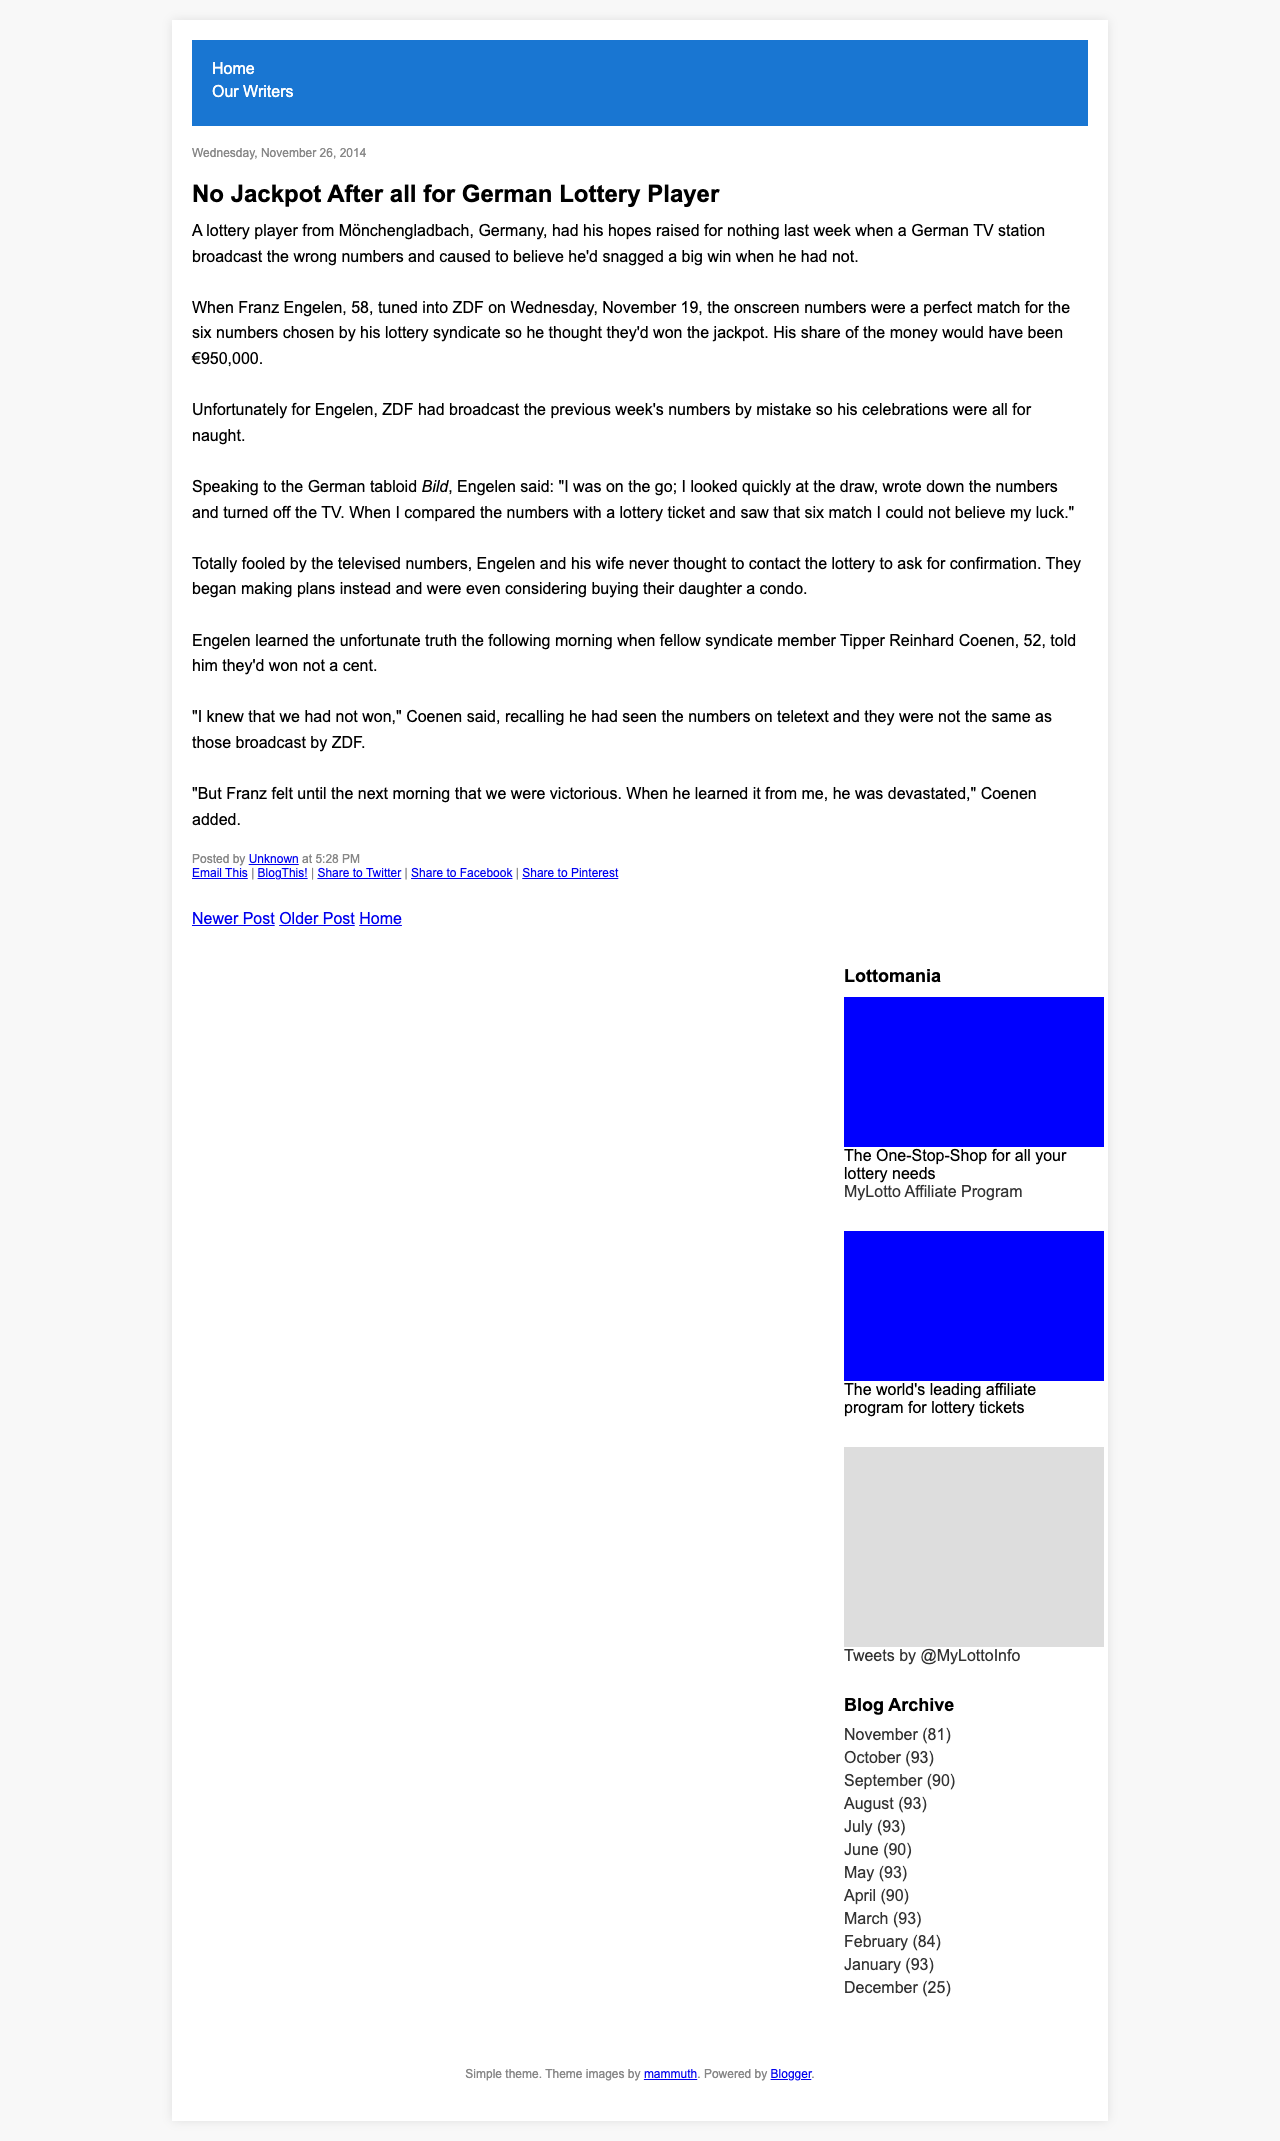 Home
Our Writers
Wednesday, November 26, 2014
No Jackpot After all for German Lottery Player
A lottery player from Mönchengladbach, Germany, had his hopes raised for nothing last week when a German TV station
broadcast the wrong numbers and caused to believe he'd snagged a big win when he had not.
When Franz Engelen, 58, tuned into ZDF on Wednesday, November 19, the onscreen numbers were a perfect match for the
six numbers chosen by his lottery syndicate so he thought they'd won the jackpot. His share of the money would have been
€950,000.
Unfortunately for Engelen, ZDF had broadcast the previous week's numbers by mistake so his celebrations were all for
naught.
Speaking to the German tabloid Bild, Engelen said: "I was on the go; I looked quickly at the draw, wrote down the numbers
and turned off the TV. When I compared the numbers with a lottery ticket and saw that six match I could not believe my luck."
Totally fooled by the televised numbers, Engelen and his wife never thought to contact the lottery to ask for confirmation. They
began making plans instead and were even considering buying their daughter a condo.
Engelen learned the unfortunate truth the following morning when fellow syndicate member Tipper Reinhard Coenen, 52, told
him they'd won not a cent.
"I knew that we had not won," Coenen said, recalling he had seen the numbers on teletext and they were not the same as
those broadcast by ZDF.
"But Franz felt until the next morning that we were victorious. When he learned it from me, he was devastated," Coenen
added.
Posted by Unknown at 5:28 PM
Email This | BlogThis! | Share to Twitter | Share to Facebook | Share to Pinterest
Newer Post Older Post Home
Lottomania
The One-Stop-Shop for all your
lottery needs
MyLotto Affiliate Program
The world's leading affiliate
program for lottery tickets
Tweets by @MyLottoInfo
Blog Archive
November (81)
October (93)
September (90)
August (93)
July (93)
June (90)
May (93)
April (90)
March (93)
February (84)
January (93)
December (25)
Simple theme. Theme images by mammuth. Powered by Blogger.